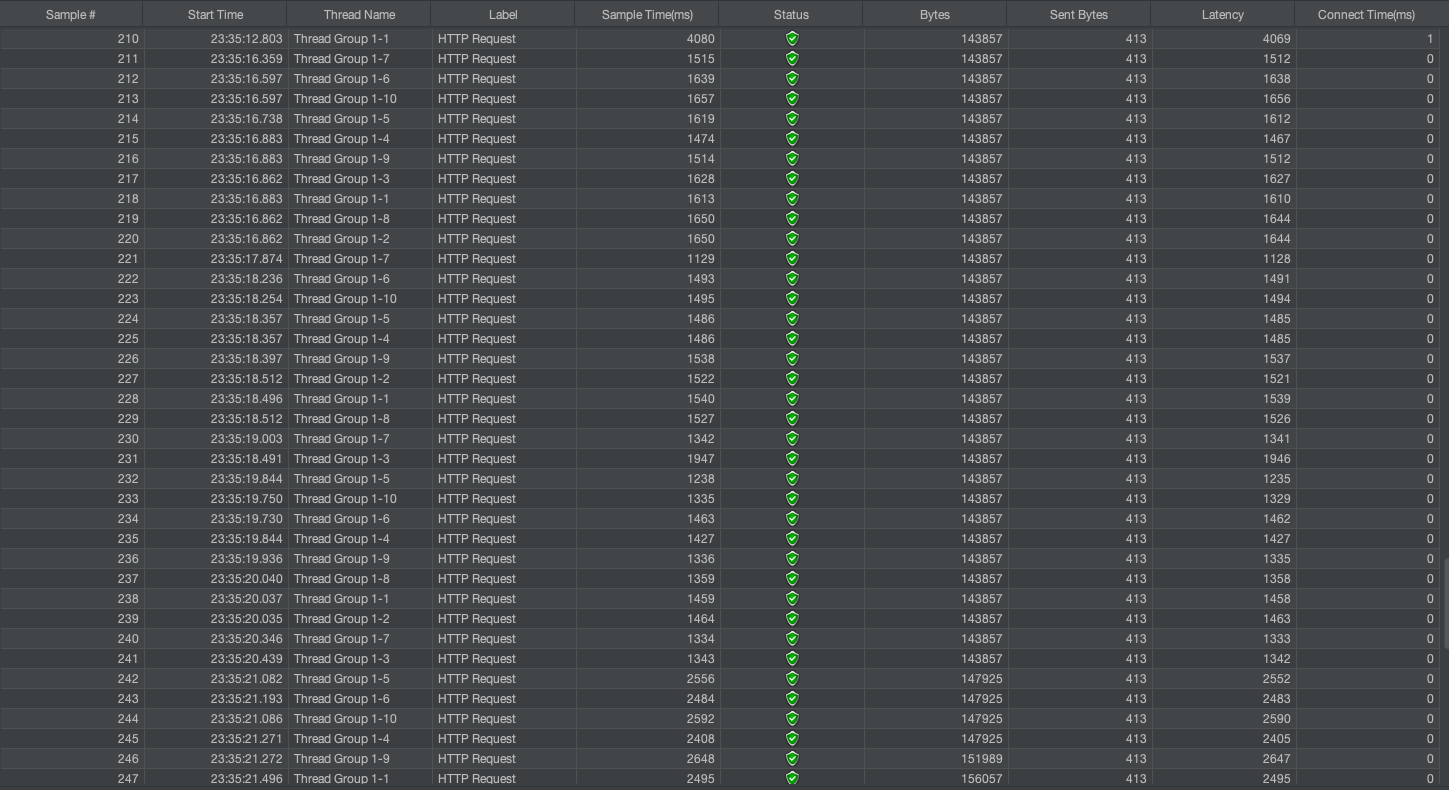 Sample # Start Time Thread Name Label Sample Time(ms) Status Bytes Sent Bytes Latency Connect Time(ms)
210 23:35:12.803 Thread Group 1-1 HTTP Request 4080 143857 413 4069 1
211 23:35:16.359 Thread Group 1-7 HTTP Request 1515 143857 413 1512 0
212 23:35:16.597 Thread Group 1-6 HTTP Request 1639 143857 413 1638 0
213 23:35:16.597 Thread Group 1-10 HTTP Request 1657 143857 413 1656 0
214 23:35:16.738 Thread Group 1-5 HTTP Request 1619 143857 413 1612 0
215 23:35:16.883 Thread Group 1-4 HTTP Request 1474 143857 413 1467 0
216 23:35:16.883 Thread Group 1-9 HTTP Request 1514 143857 413 1512 0
217 23:35:16.862 Thread Group 1-3 HTTP Request 1628 143857 413 1627 0
218 23:35:16.883 Thread Group 1-1 HTTP Request 1613 143857 413 1610 0
219 23:35:16.862 Thread Group 1-8 HTTP Request 1650 143857 413 1644 0
220 23:35:16.862 Thread Group 1-2 HTTP Request 1650 143857 413 1644 0
221 23:35:17.874 Thread Group 1-7 HTTP Request 1129 143857 413 1128 0
222 23:35:18.236 Thread Group 1-6 HTTP Request 1493 143857 413 1491 0
223 23:35:18.254 Thread Group 1-10 HTTP Request 1495 143857 413 1494 0
224 23:35:18.357 Thread Group 1-5 HTTP Request 1486 143857 413 1485 0
225 23:35:18.357 Thread Group 1-4 HTTP Request 1486 143857 413 1485 0
226 23:35:18.397 Thread Group 1-9 HTTP Request 1538 143857 413 1537 0
227 23:35:18.512 Thread Group 1-2 HTTP Request 1522 143857 413 1521 0
228 23:35:18.496 Thread Group 1-1 HTTP Request 1540 143857 413 1539 0
229 23:35:18.512 Thread Group 1-8 HTTP Request 1527 143857 413 1526 0
230 23:35:19.003 Thread Group 1-7 HTTP Request 1342 143857 413 1341 0
231 23:35:18.491 Thread Group 1-3 HTTP Request 1947 143857 413 1946 0
232 23:35:19.844 Thread Group 1-5 HTTP Request 1238 143857 413 1235 0
233 23:35:19.750 Thread Group 1-10 HTTP Request 1335 143857 413 1329 0
234 23:35:19.730 Thread Group 1-6 HTTP Request 1463 143857 413 1462 0
235 23:35:19.844 Thread Group 1-4 HTTP Request 1427 143857 413 1427 0
236 23:35:19.936 Thread Group 1-9 HTTP Request 1336 143857 413 1335 0
237 23:35:20.040 Thread Group 1-8 HTTP Request 1359 143857 413 1358 0
238 23:35:20.037 Thread Group 1-1 HTTP Request 1459 143857 413 1458 0
239 23:35:20.035 Thread Group 1-2 HTTP Request 1464 143857 413 1463 0
240 23:35:20.346 Thread Group 1-7 HTTP Request 1334 143857 413 1333 0
241 23:35:20.439 Thread Group 1-3 HTTP Request 1343 143857 413 1342 0
242 23:35:21.082 Thread Group 1-5 HTTP Request 2556 147925 413 2552 0
243 23:35:21.193 Thread Group 1-6 HTTP Request 2484 147925 413 2483 0
244 23:35:21.086 Thread Group 1-10 HTTP Request 2592 147925 413 2590 0
245 23:35:21.271 Thread Group 1-4 HTTP Request 2408 147925 413 2405 0
246 23:35:21.272 Thread Group 1-9 HTTP Request 2648 151989 413 2647 0
247 23:35:21.496 Thread Group 1-1 HTTP Request 2495 156057 413 2495 0